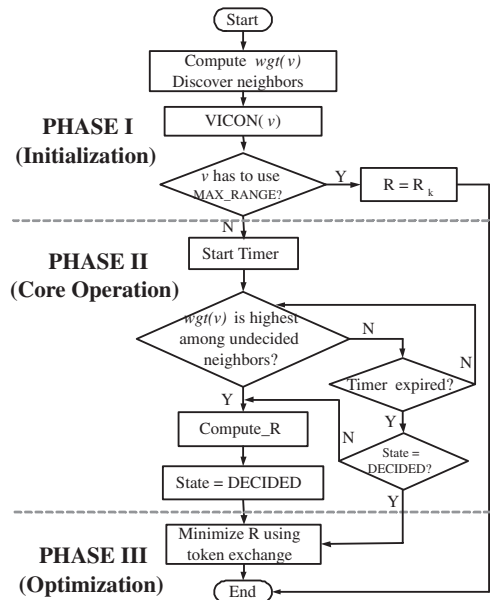 Start
Compute wgt(v)
Discover neighbors
VICON(v)
PHASE I
(Initialization)
v has to use
MAX_RANGE?
Y
R = R k
N
Start Timer
PHASE II
(Core Operation)
wgt(v) is highest
among undecided
neighbors?
N
N
Timer expired?
Y
Y
N
Compute_R
State =
DECIDED?
State = DECIDED
Y
Minimize R using
token exchange
PHASE III
(Optimization)
End